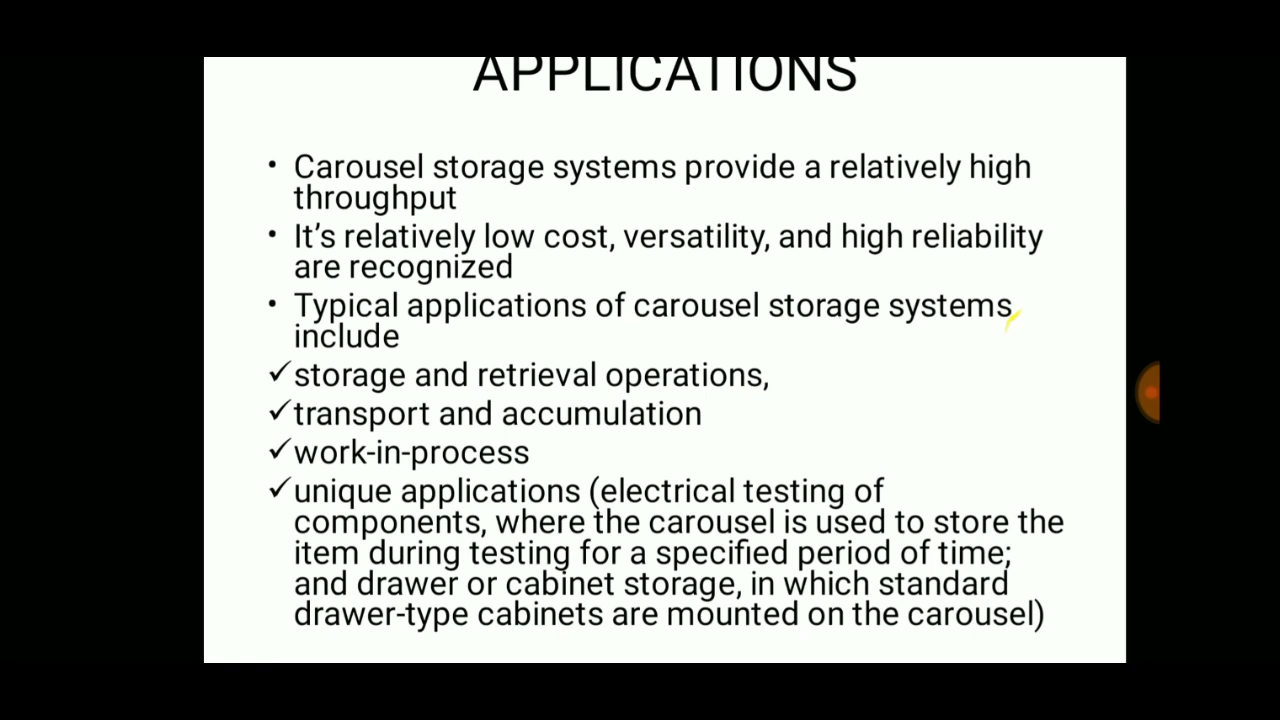 APPLICATIONS
• Carousel storage systems provide a relatively high
throughput
• It’s relatively low cost, versatility, and high reliability
are recognized
• Typical applications of carousel storage systems
include
✓storage and retrieval operations,
✓transport and accumulation
✓work-in-process
✓unique applications (electrical testing of
components, where the carousel is used to store the
item during testing for a specified period of time;
and drawer or cabinet storage, in which standard
drawer-type cabinets are mounted on the carousel)